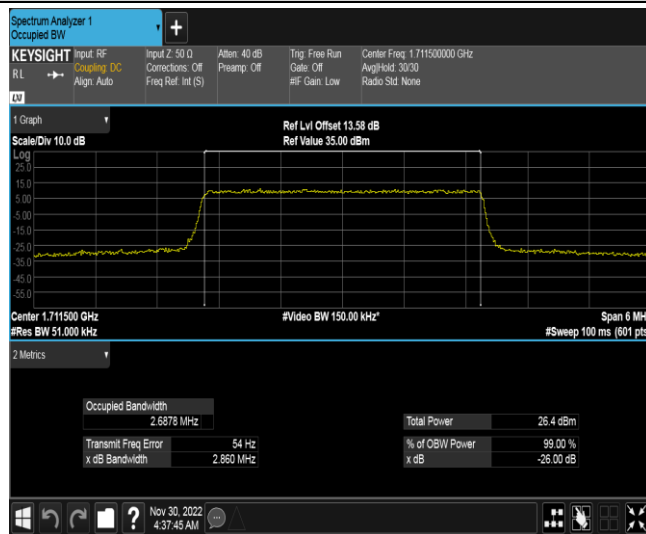 Spectrum Analyzer 1
Occupied BW
+
KEYSIGHT
RL
Input: RF
Coupling: DC
Align: Auto
Input Z: 50 Ω
Corrections: Off
Freq Ref: Int (S)
Atten: 40 dB
Preamp: Off
Trig: Free Run
Gate: Off
#IF Gain: Low
Center Freq: 1.711500000 GHz
Avg|Hold: 30/30
Radio Std: None
1 Graph
Scale/Div 10.0 dB
Ref Lvl Offset 13.58 dB
Ref Value 35.00 dBm
Log
25.0
15.0
5.00
-5.00
-15.0
-25.0
-35.0
-45.0
-55.0
Center 1.711500 GHz
#Res BW 51.000 kHz
#Video BW 150.00 kHz*
Span 6 MH
#Sweep 100 ms (601 pts
2 Metrics
Occupied Bandwidth
2.6878 MHz
Transmit Freq Error 54 Hz
x dB Bandwidth 2.860 MHz
Total Power 26.4 dBm
% of OBW Power 99.00 %
x dB -26.00 dB
?
Nov 30, 2022
4:37:45 AM